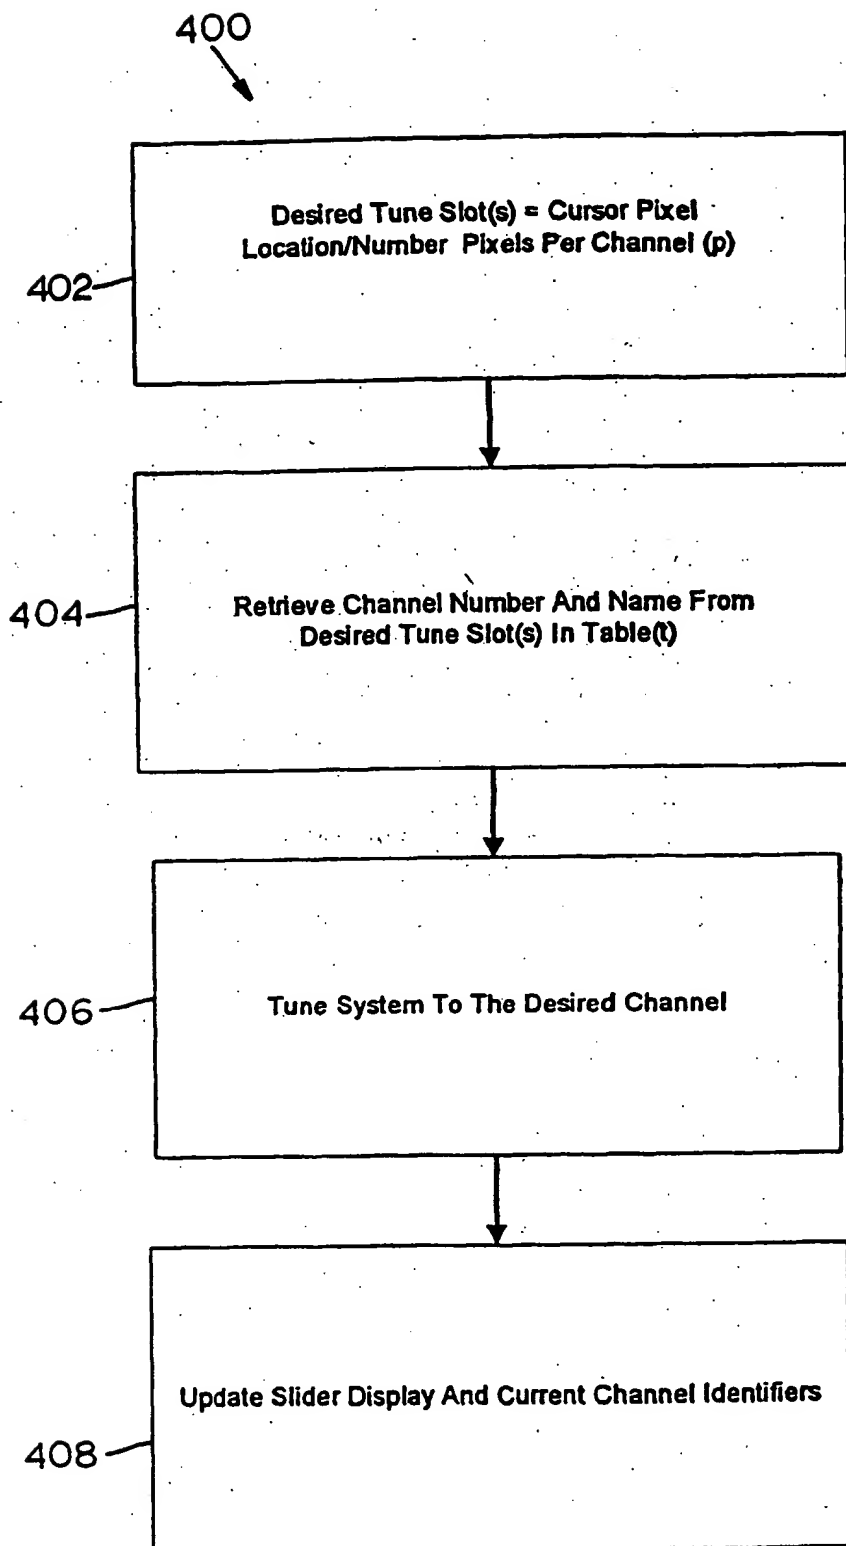 400
Desired Tune Slot(s) = Cursor Pixel
Location/Number Pixels Per Channel (p)
402
404
Retrieve Channel Number And Name From
Desired Tune Slot(s) In Table(t)
406
Tune System To The Desired Channel
Update Slider Display And Current Channel Identifiers
408